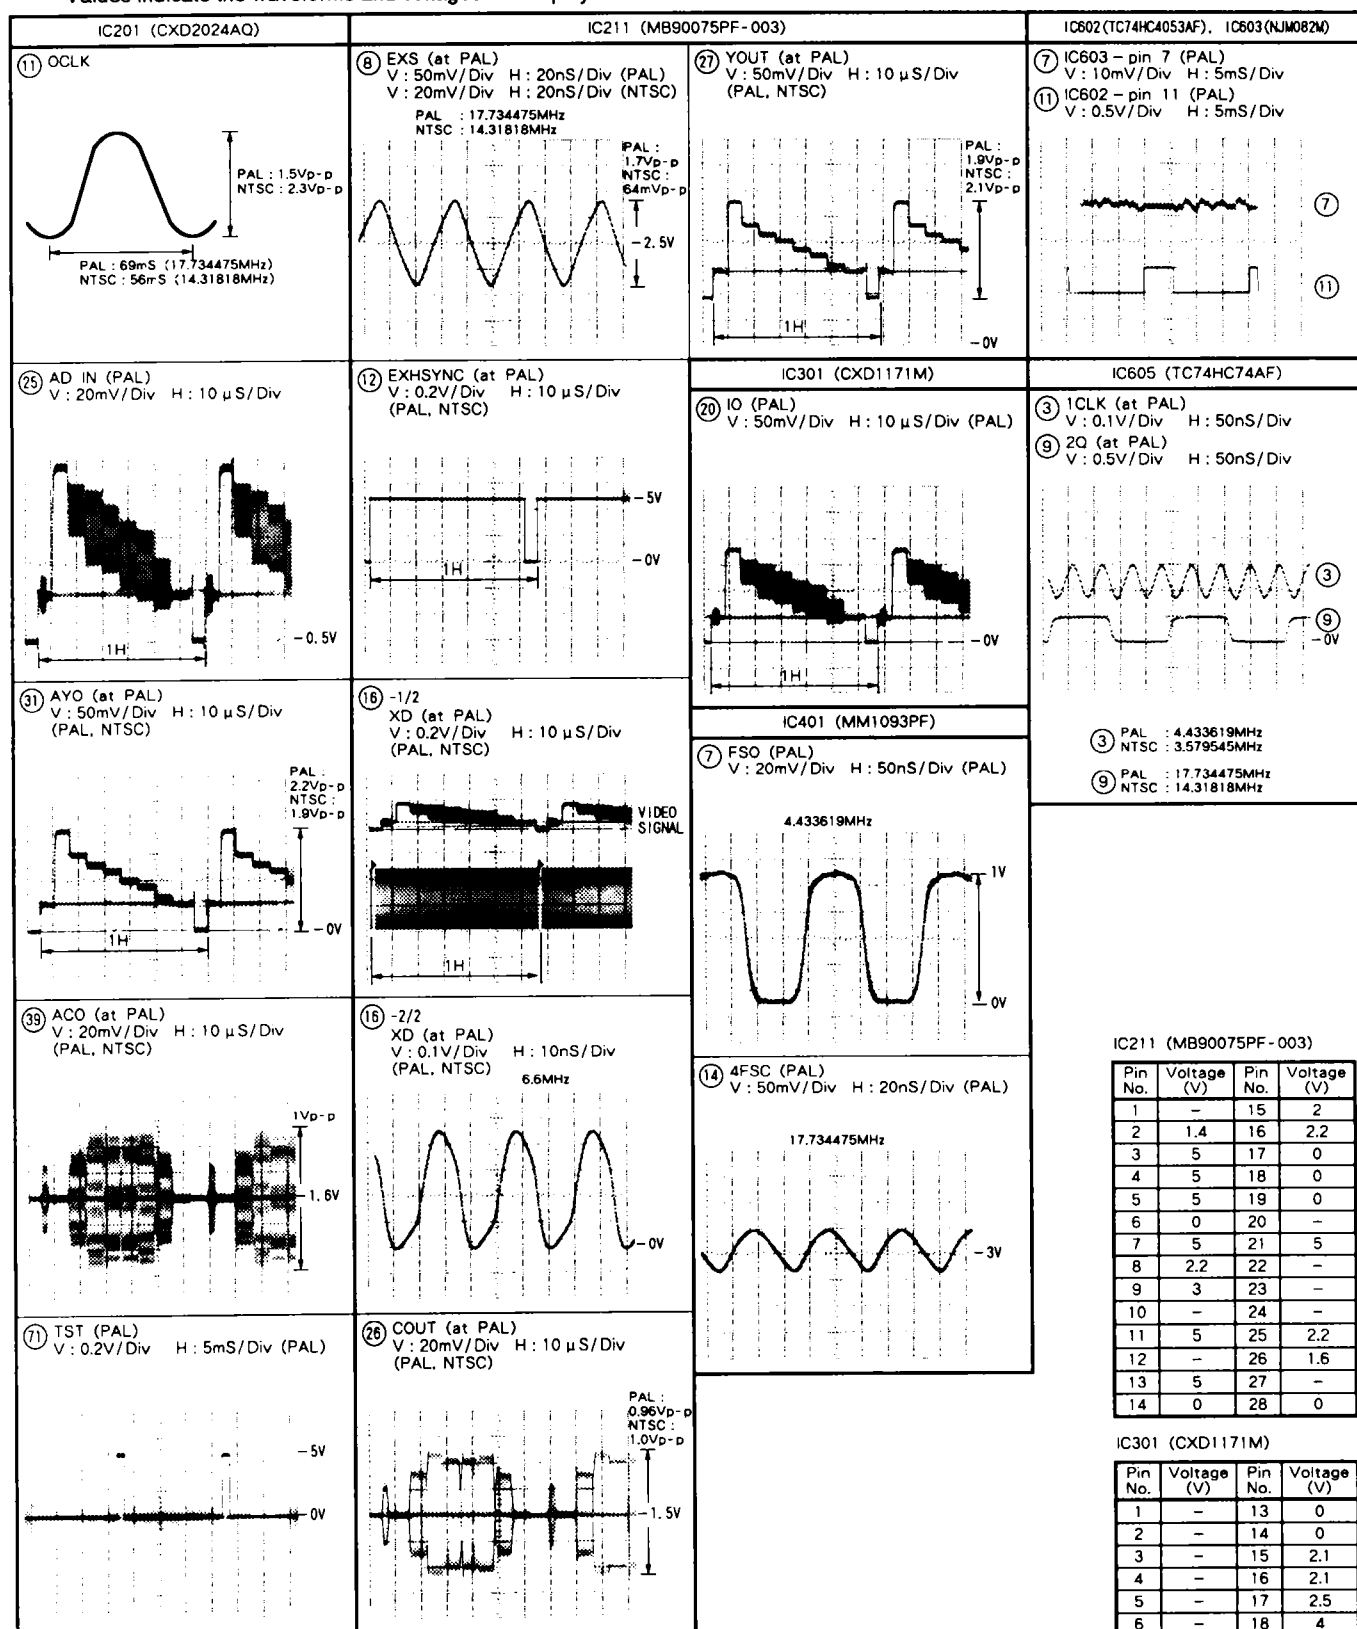 IC201 (CXD2024AQ)
⑪ OCLK
PAL : 1.5Vp-p
NTSC : 2.3Vp-p
PAL : 69mS (17.734475MHz)
NTSC : 56mS (14.31818MHz)
㉕ AD IN (PAL)
V : 20mV/Div H : 10 µS/Div
-0.5V
1H
㉛ AYO (at PAL)
V : 50mV/Div H : 10 µS/Div
(PAL, NTSC)
PAL :
2.2Vp-p
NTSC :
1.9Vp-p
-0V
1H
㊴ ACO (at PAL)
V : 20mV/Div H : 10 µS/Div
(PAL, NTSC)
1Vp-p
-1.6V
(71) TST (PAL)
V : 0.2V/Div H : 5mS/Div (PAL)
-5V
-0V
IC211 (MB90075PF-003)
⑧ EXS (at PAL)
V : 50mV/Div H : 20nS/Div (PAL)
V : 20mV/Div H : 20nS/Div (NTSC)
PAL : 17.734475MHz
NTSC : 14.31818MHz
PAL :
1.7Vp-p
NTSC :
64mVp-p
-2.5V
⑫ EXHSYNC (at PAL)
V : 0.2V/Div H : 10 µS/Div
(PAL, NTSC)
-5V
-0V
1H
⑯ -1/2
XD (at PAL)
V : 0.2V/Div H : 10 µS/Div
(PAL, NTSC)
VIDEO
SIGNAL
1H
⑯ -2/2
XD (at PAL)
V : 0.1V/Div H : 10nS/Div
(PAL, NTSC)
6.6MHz
-0V
㉖ COUT (at PAL)
V : 20mV/Div H : 10 µS/Div
(PAL, NTSC)
PAL :
0.96Vp-p
NTSC :
1.0Vp-p
-1.5V
㉗ YOUT (at PAL)
V : 50mV/Div H : 10 µS/Div
(PAL, NTSC)
PAL :
1.9Vp-p
NTSC :
2.1Vp-p
1H
-0V
IC301 (CXD1171M)
⑳ IO (PAL)
V : 50mV/Div H : 10 µS/Div (PAL)
-0V
1H
IC401 (MM1093PF)
⑦ FSO (PAL)
V : 20mV/Div H : 50nS/Div (PAL)
4.433619MHz
1V
0V
⑭ 4FSC (PAL)
V : 50mV/Div H : 20nS/Div (PAL)
17.734475MHz
-3V
IC602(TC74HC4053AF), IC603(NJM082M)
⑦ IC603 - pin 7 (PAL)
V : 10mV/Div H : 5mS/Div
⑪ IC602 - pin 11 (PAL)
V : 0.5V/Div H : 5mS/Div
⑦
⑪
IC605 (TC74HC74AF)
③ 1CLK (at PAL)
V : 0.1V/Div H : 50nS/Div
⑨ 2Q (at PAL)
V : 0.5V/Div H : 50nS/Div
③
⑨
-0V
③ PAL : 4.433619MHz
NTSC : 3.579545MHz
⑨ PAL : 17.734475MHz
NTSC : 14.31818MHz
IC211 (MB90075PF-003)
Pin No. Voltage (V) Pin No. Voltage (V)
1 - 15 2
2 1.4 16 2.2
3 5 17 0
4 5 18 0
5 5 19 0
6 0 20 -
7 5 21 5
8 2.2 22 -
9 3 23 -
10 - 24 -
11 5 25 2.2
12 - 26 1.6
13 5 27 -
14 0 28 0
IC301 (CXD1171M)
Pin No. Voltage (V) Pin No. Voltage (V)
1 - 13 0
2 - 14 0
3 - 15 2.1
4 - 16 2.1
5 - 17 2.5
6 - 18 4